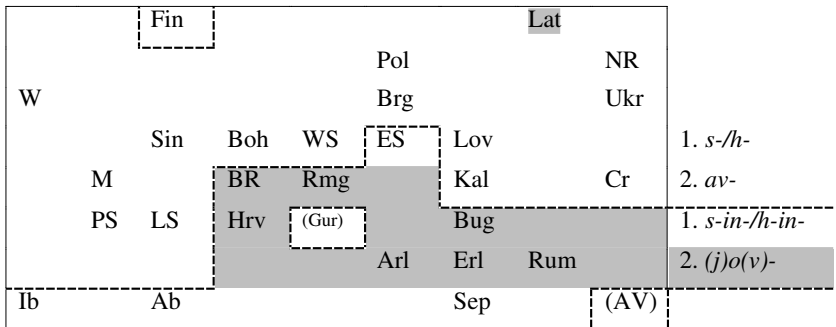 Fin Lat
Pol NR
W Brg Ukr
Sin Boh WS ES Lov 1. s-/h-
M BR Rmg Kal Cr 2. av-
PS LS Hrv (Gur) Bug 1. s-in-/h-in-
Arl Erl Rum 2. (j)o(v)-
Ib Ab Sep (AV)